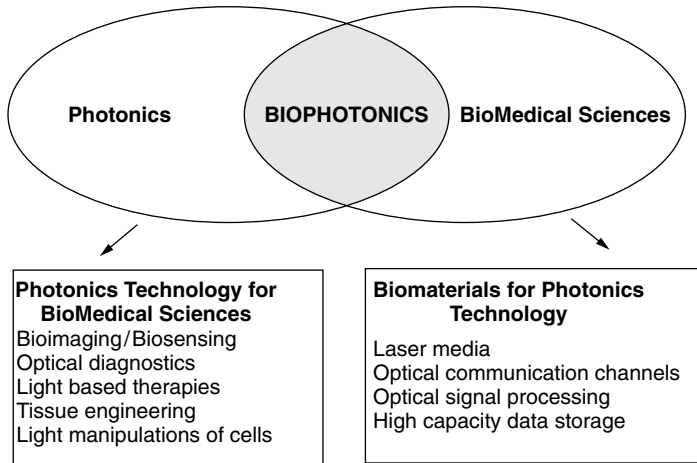 Photonics
BIOPHOTONICS
BioMedical Sciences
Photonics Technology for
BioMedical Sciences
Bioimaging/Biosensing
Optical diagnostics
Light based therapies
Tissue engineering
Light manipulations of cells
Biomaterials for Photonics
Technology
Laser media
Optical communication channels
Optical signal processing
High capacity data storage